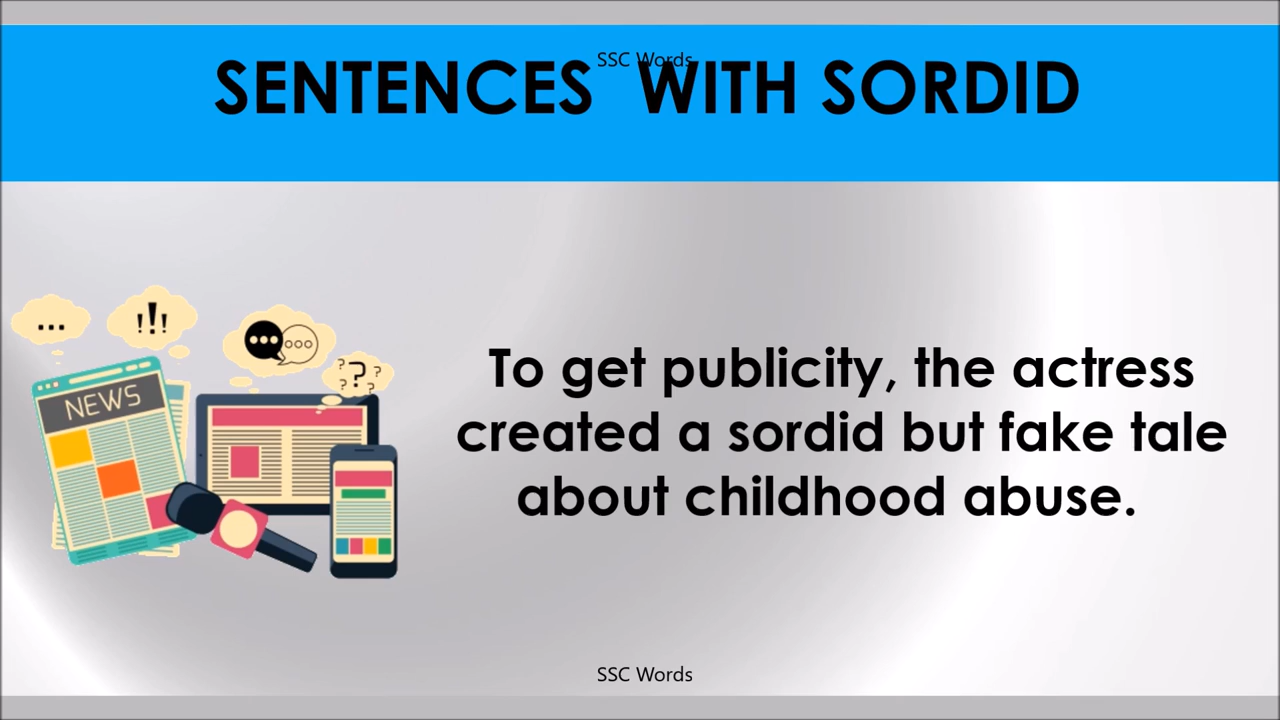 SSC Words
SENTENCES WITH SORDID
... !!!
??? ??
NEWS
To get publicity, the actress
created a sordid but fake tale
about childhood abuse.
SSC Words